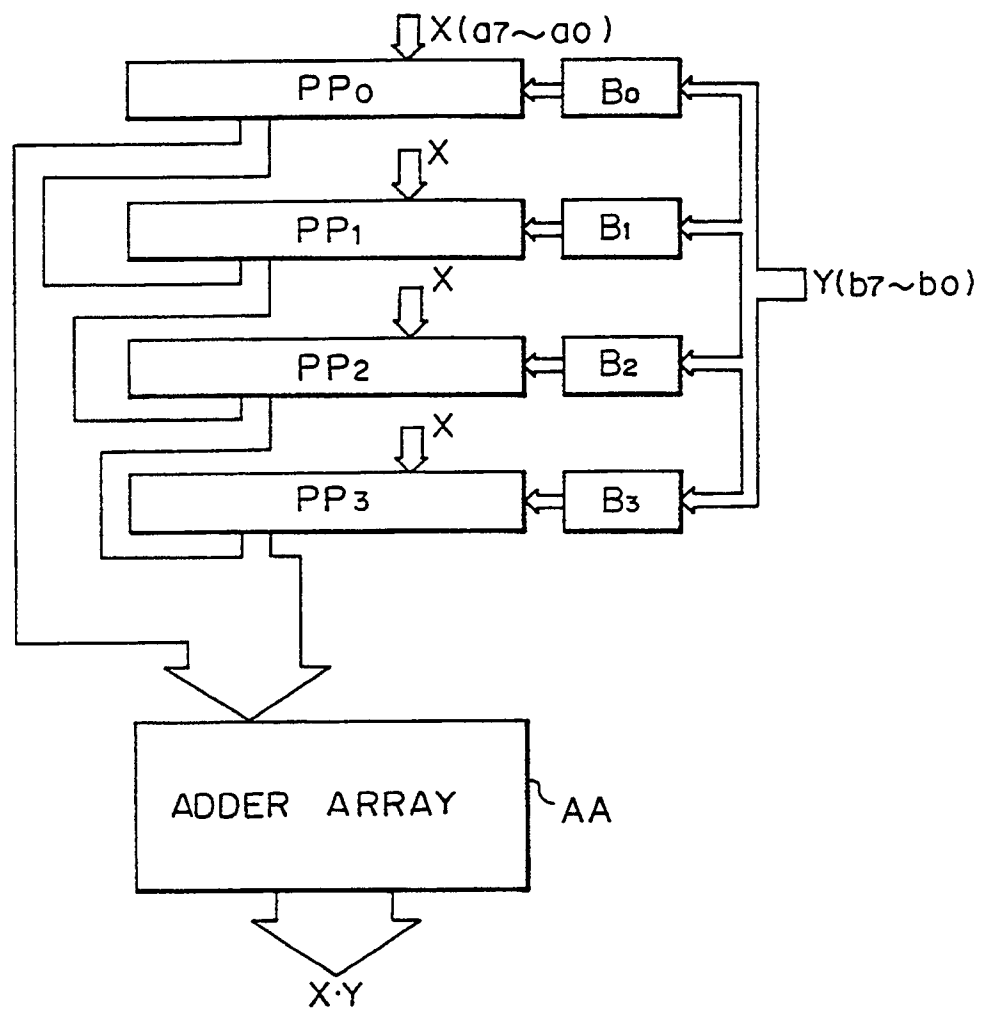 X(a7~a0)
PP0 B0
X
PP1 B1
X
Y(b7~b0)
PP2 B2
X
PP3 B3
ADDER ARRAY
AA
X·Y